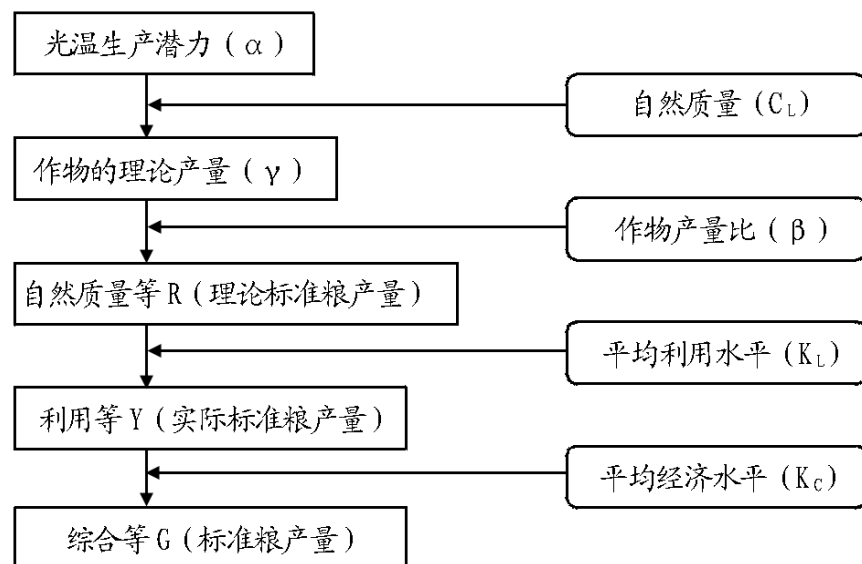 光温生产潜力(α)
自然质量(CL)
作物的理论产量(γ)
作物产量比(β)
自然质量等R(理论标准粮产量)
平均利用水平(KL)
利用等Y(实际标准粮产量)
平均经济水平(KC)
综合等G(标准粮产量)